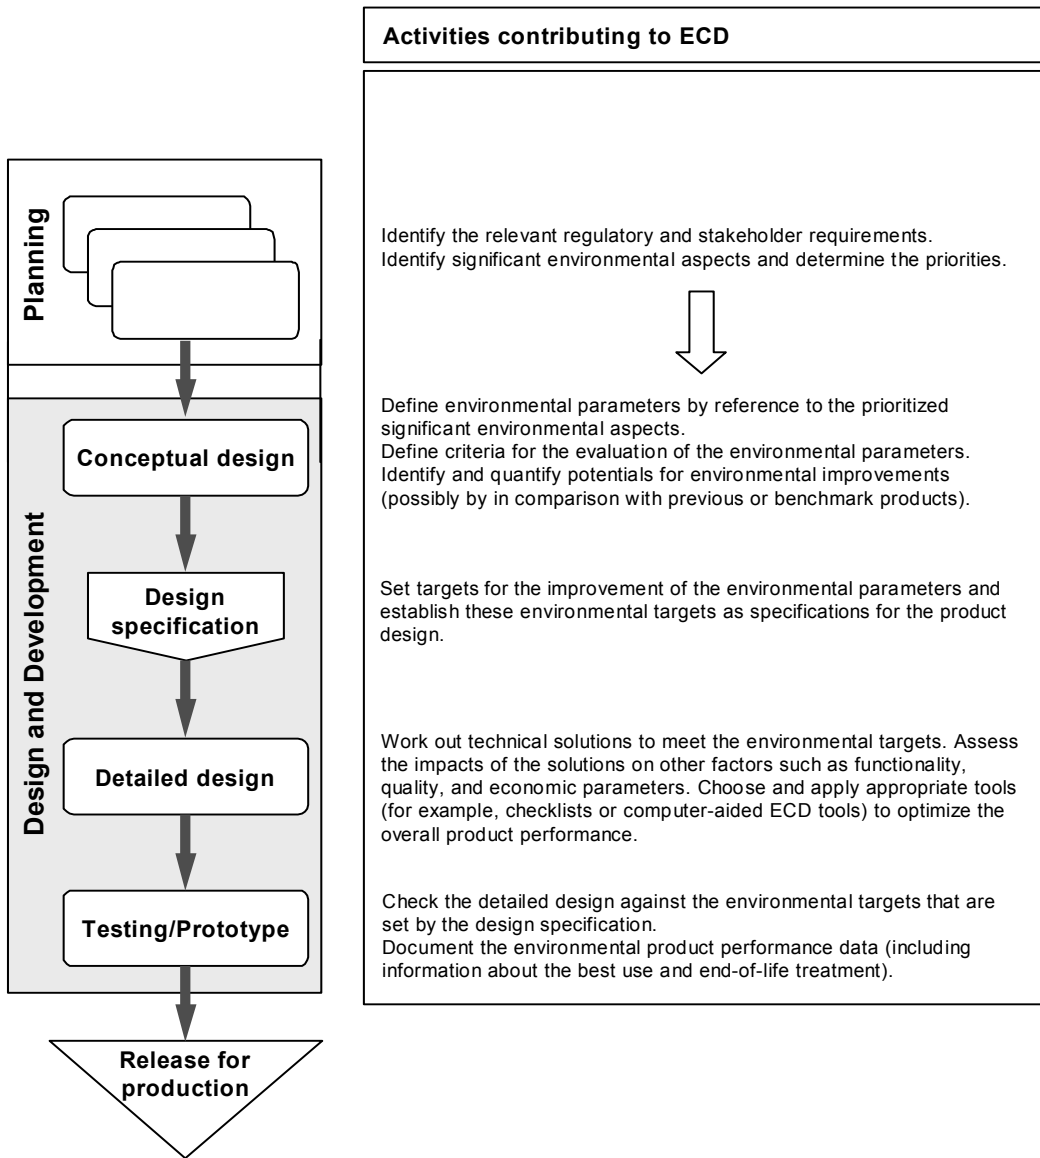 Activities contributing to ECD
Planning
Identify the relevant regulatory and stakeholder requirements.
Identify significant environmental aspects and determine the priorities.
Design and Development
Conceptual design
Define environmental parameters by reference to the prioritized
significant environmental aspects.
Define criteria for the evaluation of the environmental parameters.
Identify and quantify potentials for environmental improvements
(possibly by in comparison with previous or benchmark products).
Design
specification
Set targets for the improvement of the environmental parameters and
establish these environmental targets as specifications for the product
design.
Detailed design
Work out technical solutions to meet the environmental targets. Assess
the impacts of the solutions on other factors such as functionality,
quality, and economic parameters. Choose and apply appropriate tools
(for example, checklists or computer-aided ECD tools) to optimize the
overall product performance.
Testing/Prototype
Check the detailed design against the environmental targets that are
set by the design specification.
Document the environmental product performance data (including
information about the best use and end-of-life treatment).
Release for
production